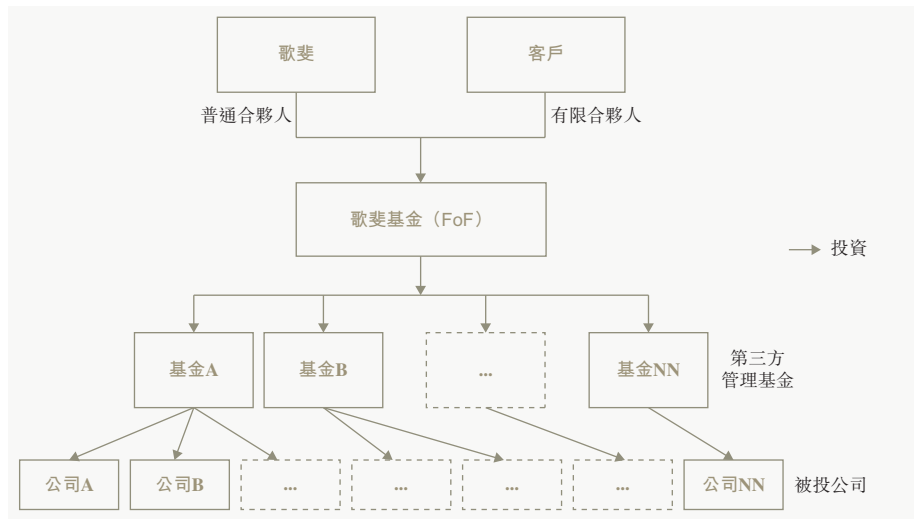 歌斐
客戶
普通合夥人
有限合夥人
歌斐基金（FoF）
投資
基金A
基金B
...
基金NN
第三方
管理基金
公司A
公司B
...
...
...
...
公司NN
被投公司